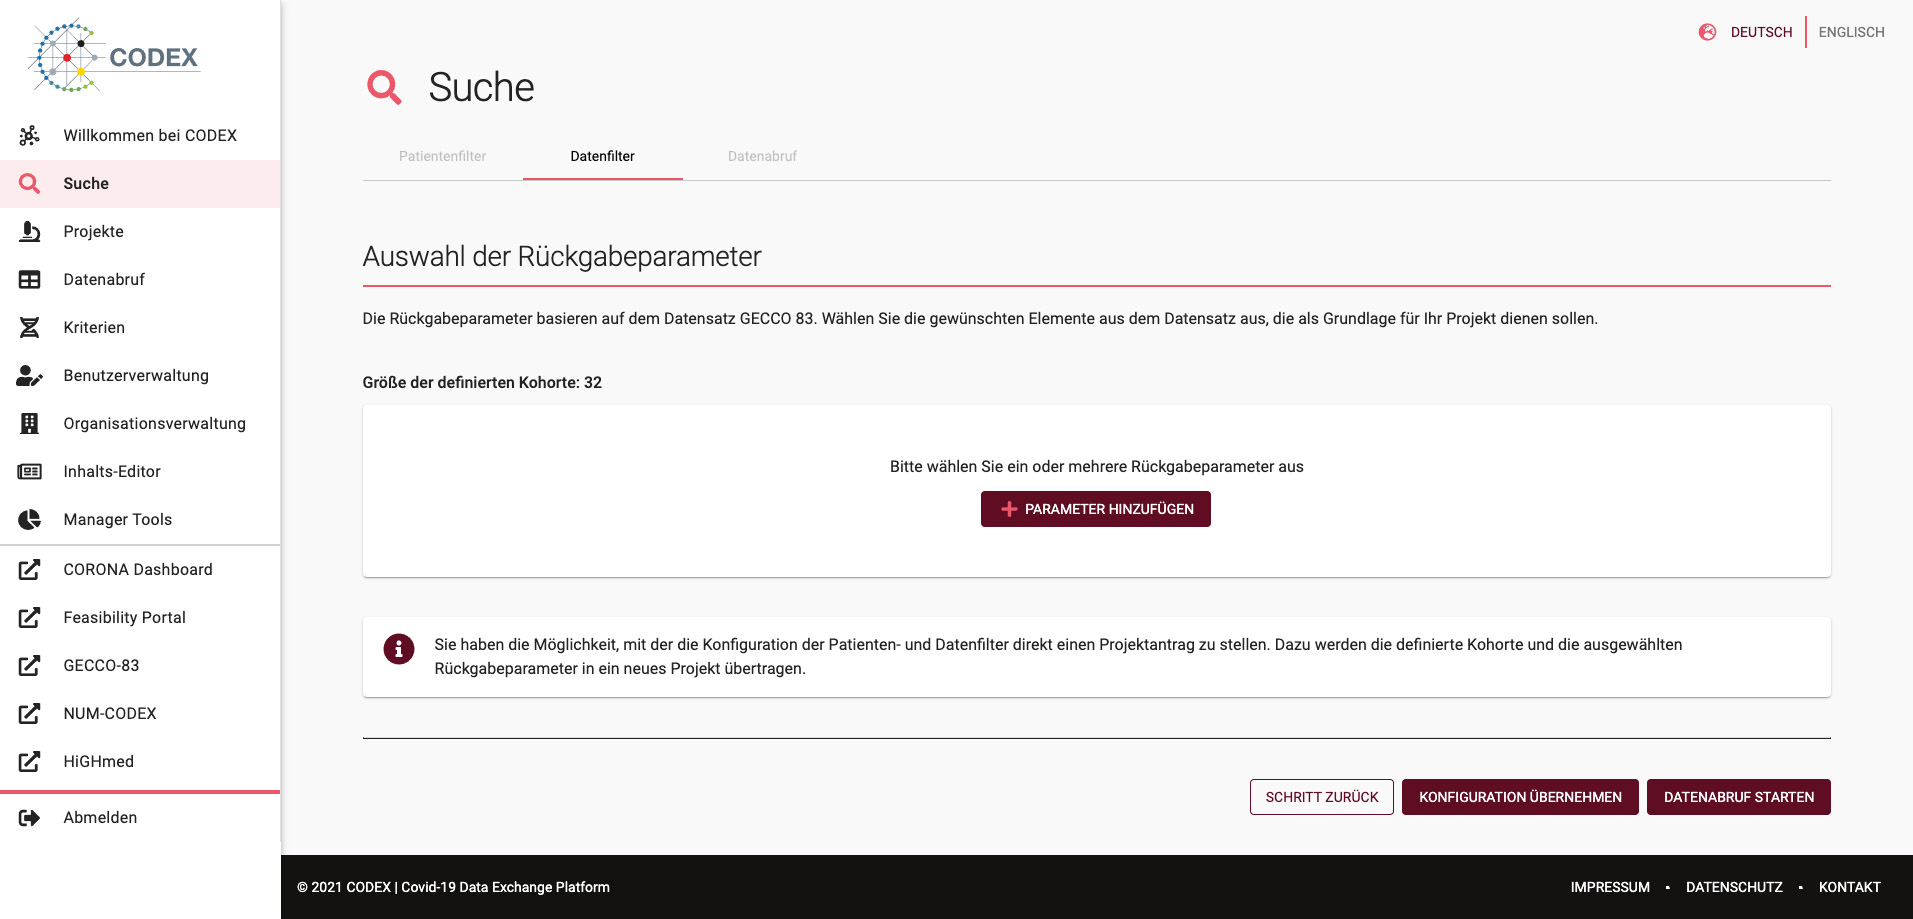 CODEX
Willkommen bei CODEX
Suche
Projekte
Datenabruf
Kriterien
Benutzerverwaltung
Organisationsverwaltung
Inhalts-Editor
Manager Tools
CORONA Dashboard
Feasibility Portal
GECCO-83
NUM-CODEX
HiGHmed
Abmelden
DEUTSCH ENGLISCH
Suche
Patientenfilter Datenfilter Datenabruf
Auswahl der Rückgabeparameter
Die Rückgabeparameter basieren auf dem Datensatz GECCO 83. Wählen Sie die gewünschten Elemente aus dem Datensatz aus, die als Grundlage für Ihr Projekt dienen sollen.
Größe der definierten Kohorte: 32
Bitte wählen Sie ein oder mehrere Rückgabeparameter aus
PARAMETER HINZUFÜGEN
Sie haben die Möglichkeit, mit der die Konfiguration der Patienten- und Datenfilter direkt einen Projektantrag zu stellen. Dazu werden die definierte Kohorte und die ausgewählten
Rückgabeparameter in ein neues Projekt übertragen.
SCHRITT ZURÜCK KONFIGURATION ÜBERNEHMEN DATENABRUF STARTEN
© 2021 CODEX | Covid-19 Data Exchange Platform
IMPRESSUM • DATENSCHUTZ • KONTAKT